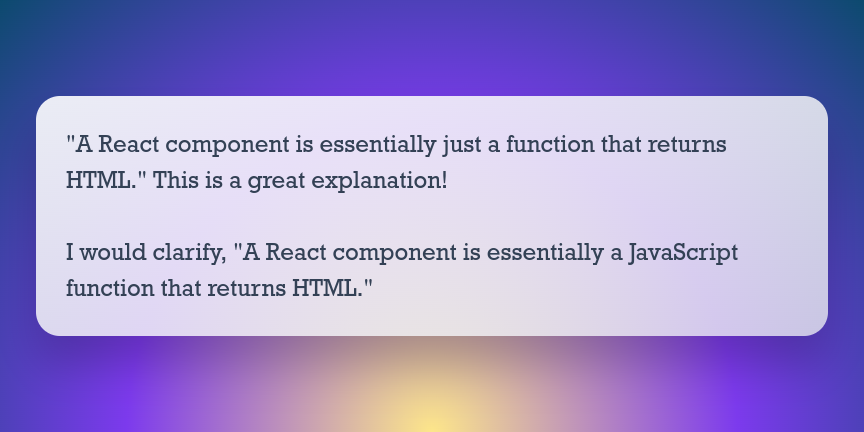 "A React component is essentially just a function that returns
HTML." This is a great explanation!
I would clarify, "A React component is essentially a JavaScript
function that returns HTML."